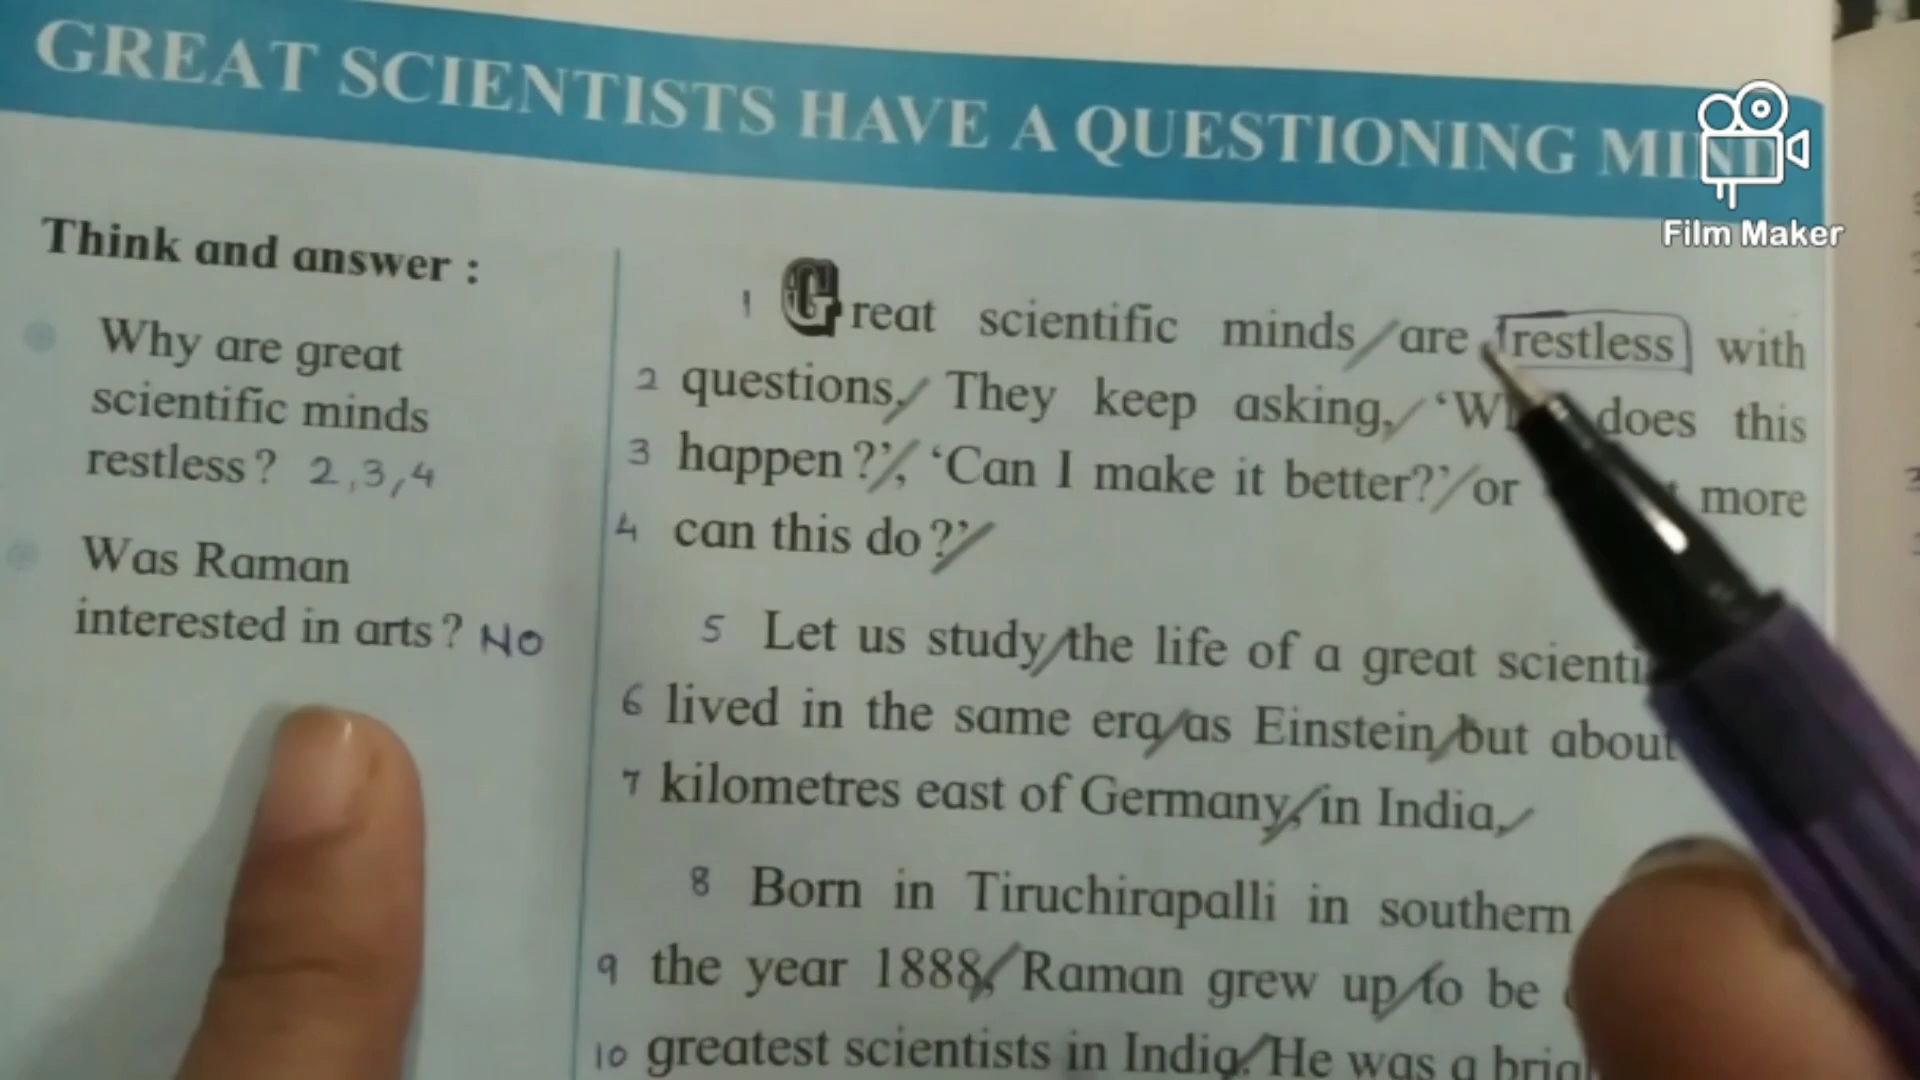 GREAT SCIENTISTS HAVE A QUESTIONING MIND
Film Maker
Think and answer :
Why are great
scientific minds
restless? 2,3,4
Was Raman
interested in arts? NO
1 Great scientific minds are restless with
2 questions. They keep asking, ‘ does this
3 happen?’, ‘Can I make it better?’ or more
4 can this do?’
5 Let us study the life of a great
6 lived in the same era as Einstein but about
7 kilometres east of Germany, in India,
8 Born in Tiruchirapalli in southern
9 the year 1888, Raman grew up to be
10 greatest scientists in India. He was a